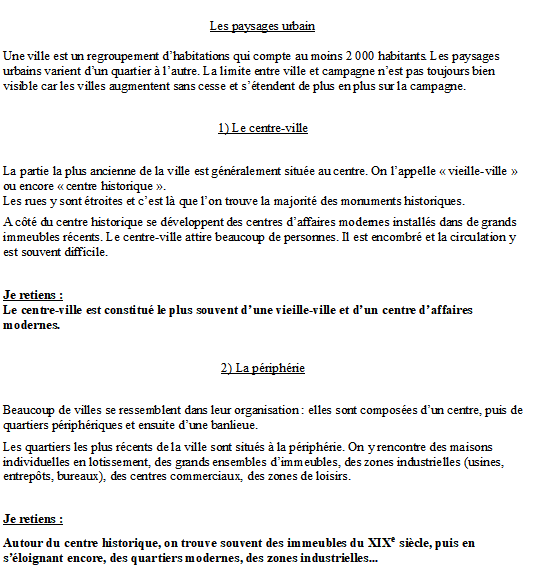 Les paysages urbain
Une ville est un regroupement d’habitations qui compte au moins 2 000 habitants. Les paysages
urbains varient d’un quartier à l’autre. La limite entre ville et campagne n’est pas toujours bien
visible car les villes augmentent sans cesse et s’étendent de plus en plus sur la campagne.
1) Le centre-ville
La partie la plus ancienne de la ville est généralement située au centre. On l’appelle « vieille-ville »
ou encore « centre historique ».
Les rues y sont étroites et c’est là que l’on trouve la majorité des monuments historiques.
A côté du centre historique se développent des centres d’affaires modernes installés dans de grands
immeubles récents. Le centre-ville attire beaucoup de personnes. Il est encombré et la circulation y
est souvent difficile.
Je retiens :
Le centre-ville est constitué le plus souvent d’une vieille-ville et d’un centre d’affaires
modernes.
2) La périphérie
Beaucoup de villes se ressemblent dans leur organisation : elles sont composées d’un centre, puis de
quartiers périphériques et ensuite d’une banlieue.
Les quartiers les plus récents de la ville sont situés à la périphérie. On y rencontre des maisons
individuelles en lotissement, des grands ensembles d’immeubles, des zones industrielles (usines,
entrepôts, bureaux), des centres commerciaux, des zones de loisirs.
Je retiens :
Autour du centre historique, on trouve souvent des immeubles du XIXe siècle, puis en
s’éloignant encore, des quartiers modernes, des zones industrielles...